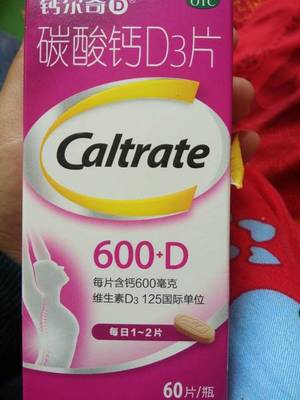 钙尔奇D
OTC
碳酸钙D3片
Caltrate
600+D
每片含钙600毫克
维生素D3 125国际单位
每日1~2片
60片/瓶